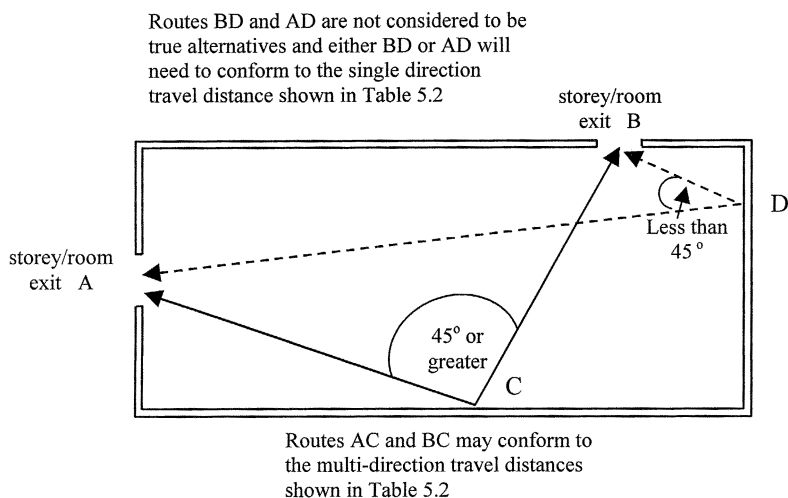 Routes BD and AD are not considered to be
true alternatives and either BD or AD will
need to conform to the single direction
travel distance shown in Table 5.2
storey/room
exit B
D
Less than
45°
storey/room
exit A
45° or
greater
C
Routes AC and BC may conform to
the multi-direction travel distances
shown in Table 5.2